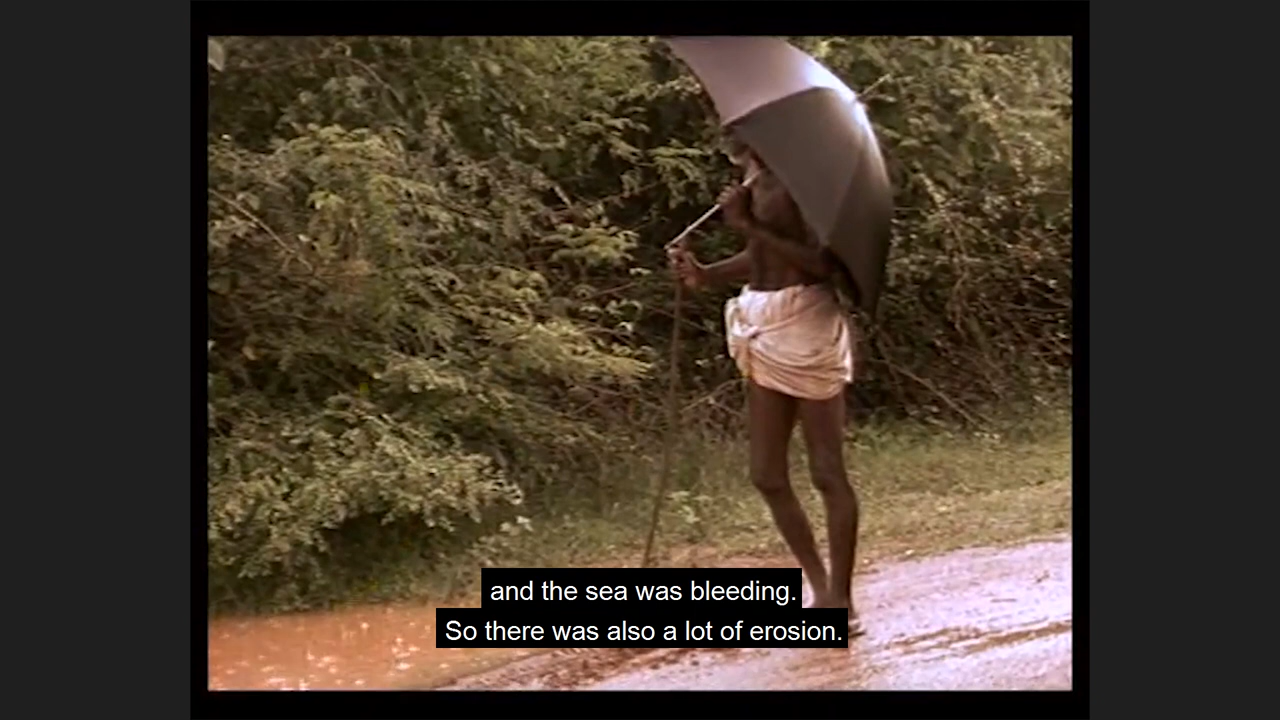 and the sea was bleeding.
So there was also a lot of erosion.